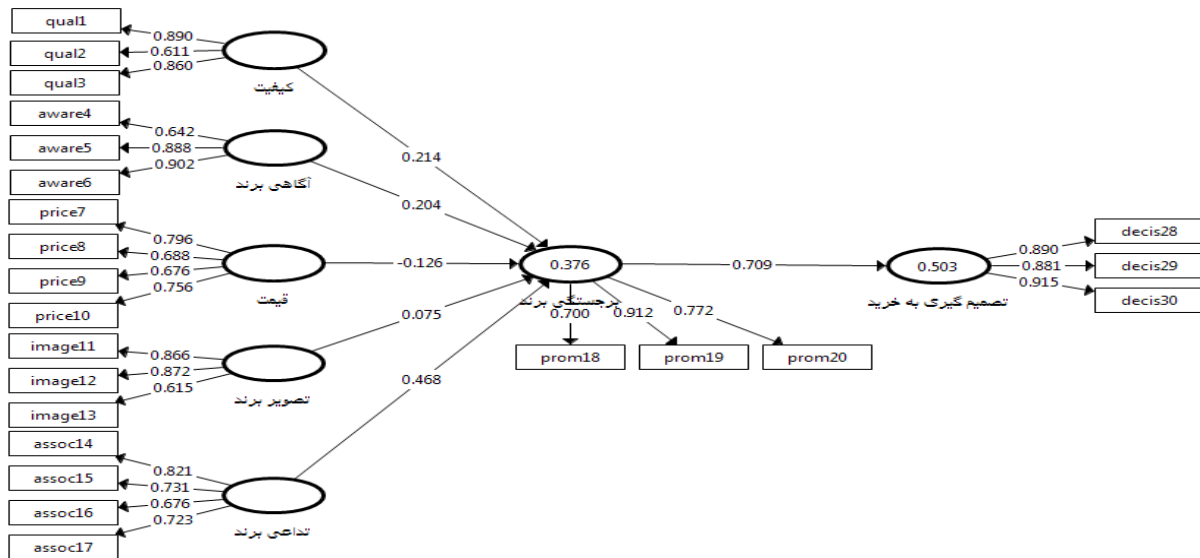 qual1
qual2
qual3
0.890
0.611
0.860
کیفیت
aware4
aware5
aware6
0.642
0.888
0.902
آگاهی برند
price7
price8
price9
price10
0.796
0.688
0.676
0.756
قیمت
image11
image12
image13
0.866
0.872
0.615
تصویر برند
assoc14
assoc15
assoc16
assoc17
0.821
0.731
0.676
0.723
تداعی برند
0.214
0.204
-0.126
0.075
0.468
0.376
برجستگی برند
0.700
0.912
0.772
prom18
prom19
prom20
0.709
0.503
تصمیم گیری به خرید
0.890
0.881
0.915
decis28
decis29
decis30